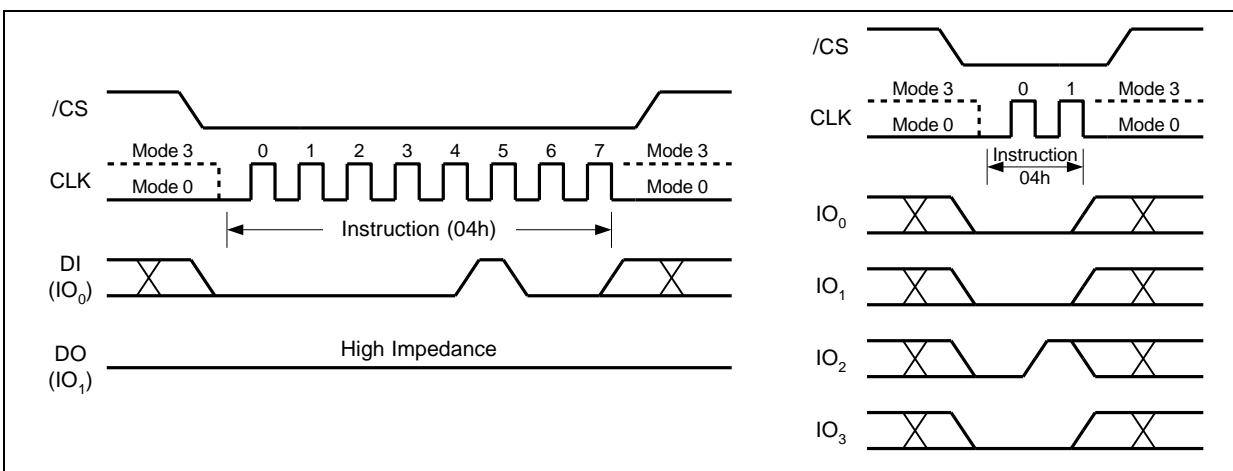 /CS
Mode 3 0 1 2 3 4 5 6 7 Mode 3
CLK
Mode 0 Mode 0
Instruction (04h)
DI
(IO0)
High Impedance
DO
(IO1)
/CS
Mode 3 0 1 Mode 3
CLK
Mode 0 Mode 0
Instruction
04h
IO0
IO1
IO2
IO3